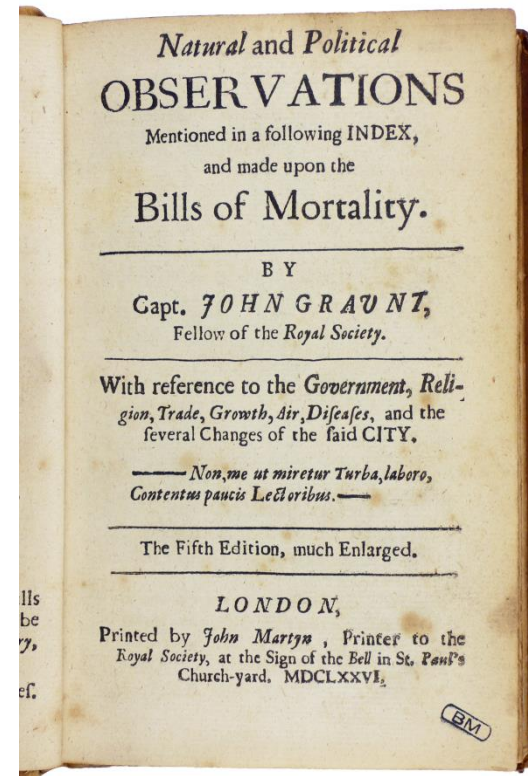 Natural and Political
OBSERVATIONS
Mentioned in a following INDEX,
and made upon the
Bills of Mortality.
BY
Capt. JOHN GRAUNT,
Fellow of the Royal Society.
With reference to the Government, Reli-
gion, Trade, Growth, Air, Diſeaſes, and the
ſeveral Changes of the ſaid CITY.
—— Non, me ut miretur Turba, laboro,
Contentus paucis Lectoribus. ——
The Fifth Edition, much Enlarged.
LONDON,
Printed by John Martyn , Printer to the
Royal Society, at the Sign of the Bell in St. Paul's
Church-yard. MDCLXXVI.
BM
lls
be
ry,
eſ.